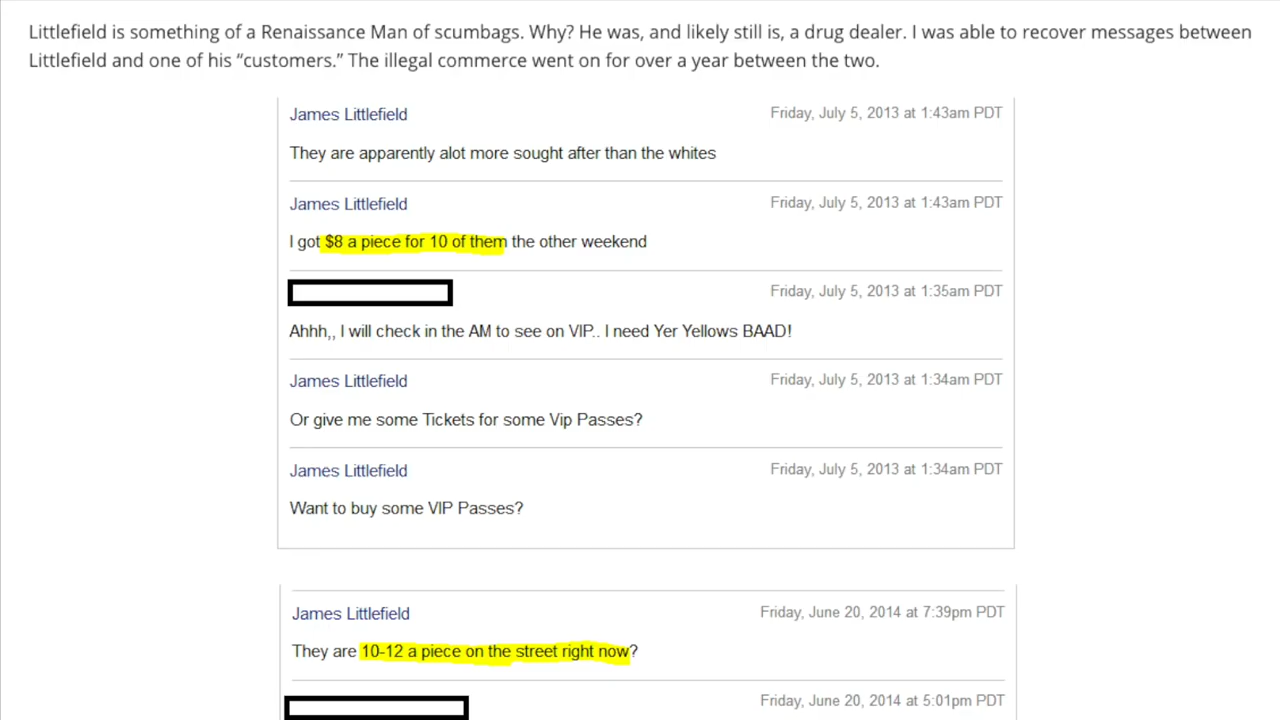 Littlefield is something of a Renaissance Man of scumbags. Why? He was, and likely still is, a drug dealer. I was able to recover messages between
Littlefield and one of his “customers.” The illegal commerce went on for over a year between the two.
James Littlefield Friday, July 5, 2013 at 1:43am PDT
They are apparently alot more sought after than the whites
James Littlefield Friday, July 5, 2013 at 1:43am PDT
I got $8 a piece for 10 of them the other weekend
Friday, July 5, 2013 at 1:35am PDT
Ahhh,, I will check in the AM to see on VIP.. I need Yer Yellows BAAD!
James Littlefield Friday, July 5, 2013 at 1:34am PDT
Or give me some Tickets for some Vip Passes?
James Littlefield Friday, July 5, 2013 at 1:34am PDT
Want to buy some VIP Passes?
James Littlefield Friday, June 20, 2014 at 7:39pm PDT
They are 10-12 a piece on the street right now?
Friday, June 20, 2014 at 5:01pm PDT